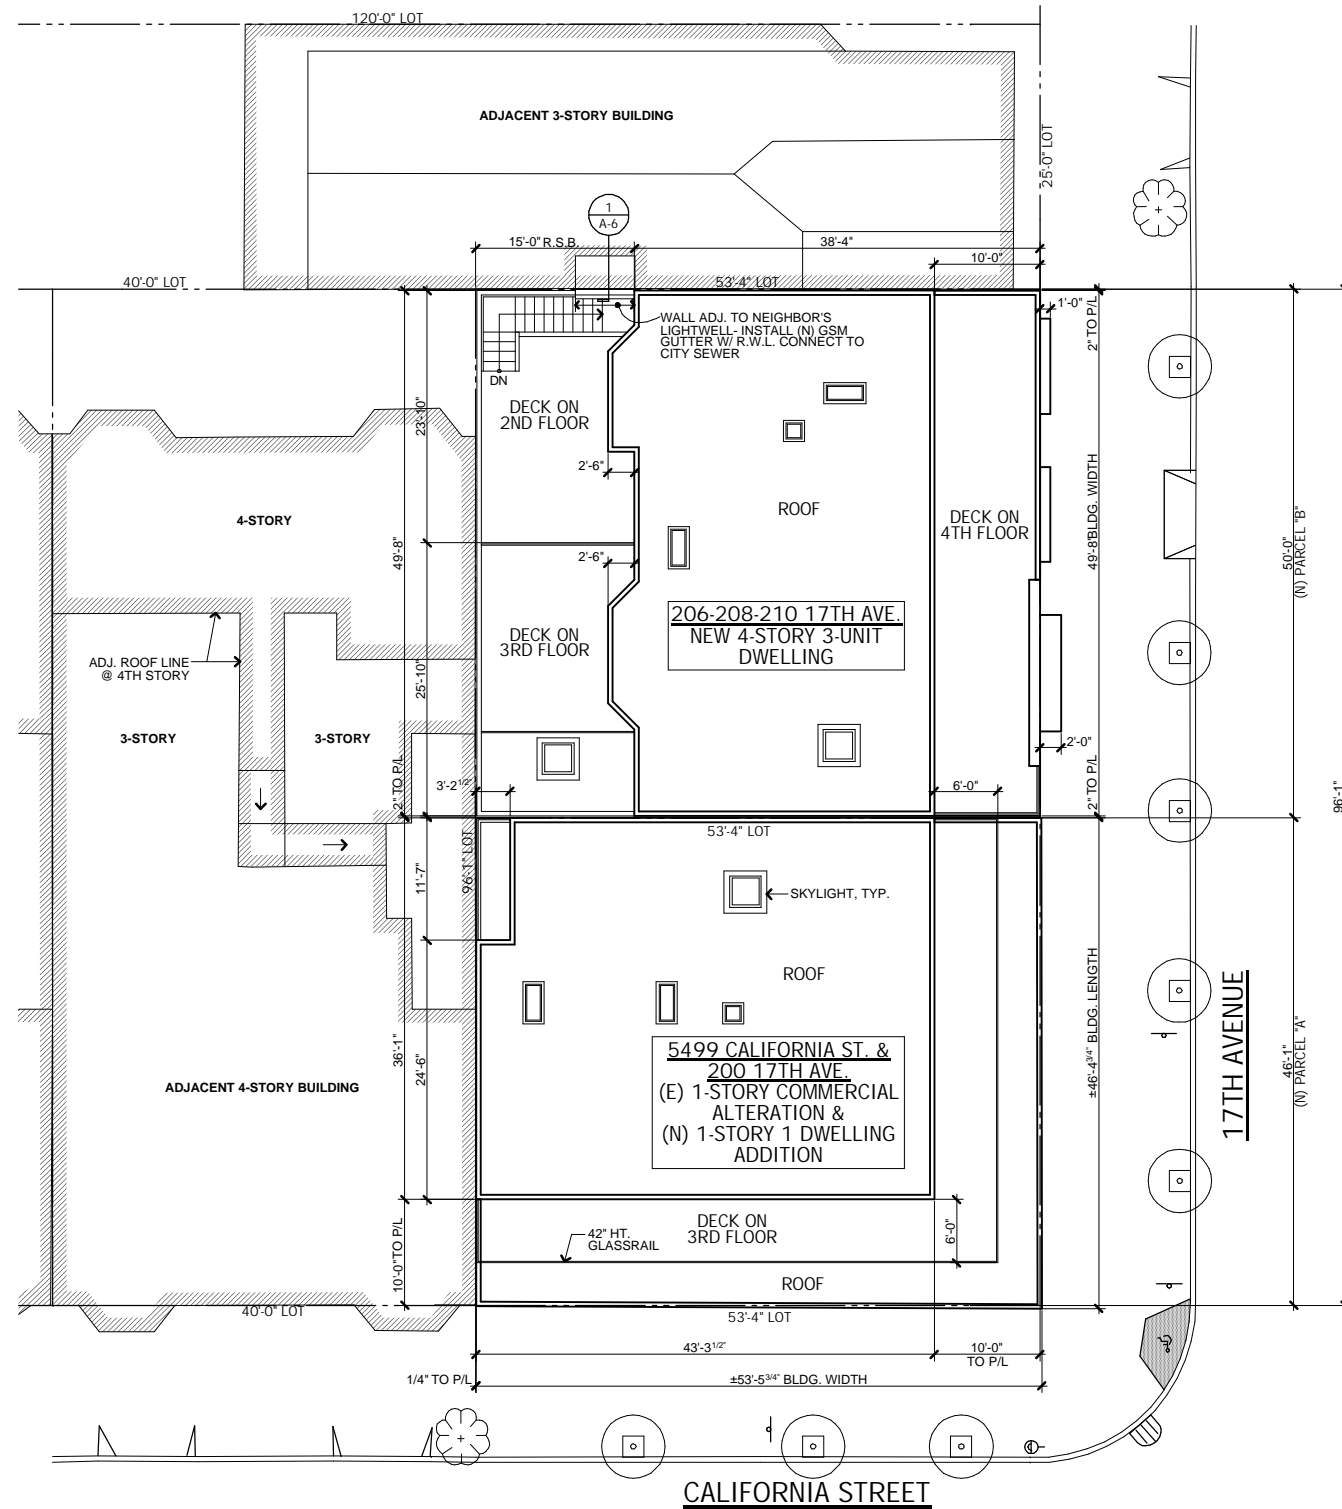 120'-0" LOT
ADJACENT 3-STORY BUILDING
25'-0" LOT
1
A-6
15'-0" R.S.B.
38'-4"
10'-0"
40'-0" LOT
53'-4" LOT
1'-0"
2" TO P/L
WALL ADJ. TO NEIGHBOR'S
LIGHTWELL- INSTALL (N) GSM
GUTTER W/ R.W.L. CONNECT TO
CITY SEWER
DN
DECK ON
2ND FLOOR
23'-10"
2'-6"
4-STORY
ROOF
DECK ON
4TH FLOOR
49'-8"
49'-8"BLDG. WIDTH
50'-0"
(N) PARCEL "B"
2'-6"
206-208-210 17TH AVE.
NEW 4-STORY 3-UNIT
DWELLING
DECK ON
3RD FLOOR
ADJ. ROOF LINE
@ 4TH STORY
25'-10"
3-STORY
3-STORY
2'-0"
2" TO P/L
3'-2 1/2"
6'-0"
2" TO P/L
96'-1"
53'-4" LOT
96'-1" LOT
11'-7"
SKYLIGHT, TYP.
ROOF
±46'-4 3/4" BLDG. LENGTH
46'-1"
(N) PARCEL "A"
17TH AVENUE
5499 CALIFORNIA ST. &
200 17TH AVE.
(E) 1-STORY COMMERCIAL
ALTERATION &
(N) 1-STORY 1 DWELLING
ADDITION
36'-1"
24'-6"
ADJACENT 4-STORY BUILDING
DECK ON
3RD FLOOR
6'-0"
42" HT.
GLASSRAIL
10'-0"TO P/L
ROOF
40'-0" LOT
53'-4" LOT
43'-3 1/2"
10'-0"
TO P/L
1/4" TO P/L
±53'-5 3/4" BLDG. WIDTH
CALIFORNIA STREET